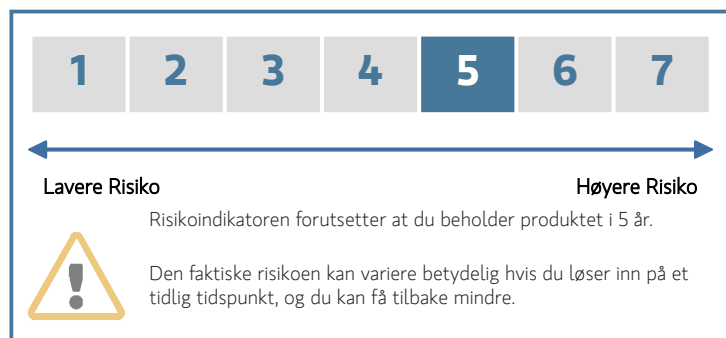 1 2 3 4 5 6 7
Lavere Risiko Høyere Risiko
Risikoindikatoren forutsetter at du beholder produktet i 5 år.
Den faktiske risikoen kan variere betydelig hvis du løser inn på et
tidlig tidspunkt, og du kan få tilbake mindre.